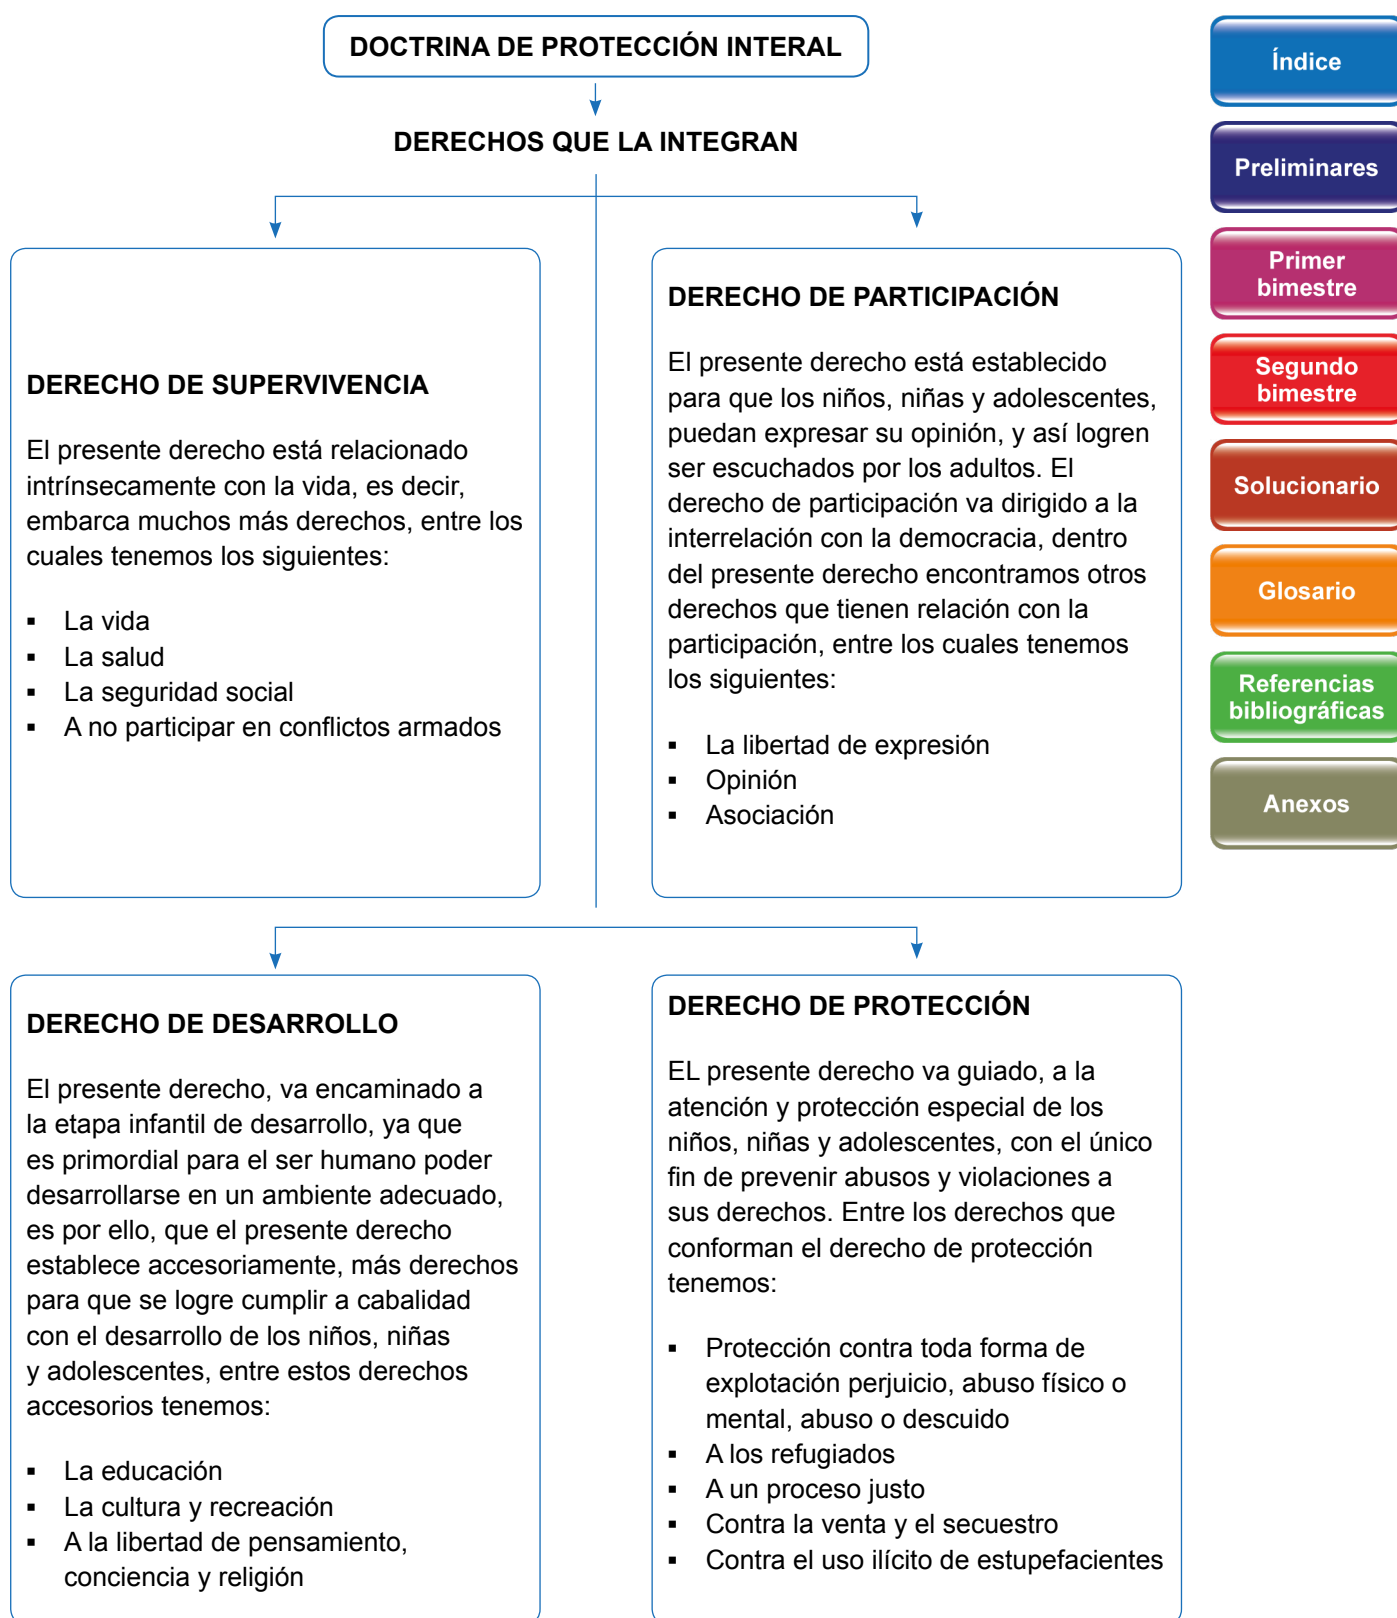 DOCTRINA DE PROTECCIÓN INTERAL
DERECHOS QUE LA INTEGRAN
DERECHO DE SUPERVIVENCIA
El presente derecho está relacionado
intrínsecamente con la vida, es decir,
embarca muchos más derechos, entre los
cuales tenemos los siguientes:
▪ La vida
▪ La salud
▪ La seguridad social
▪ A no participar en conflictos armados
DERECHO DE PARTICIPACIÓN
El presente derecho está establecido
para que los niños, niñas y adolescentes,
puedan expresar su opinión, y así logren
ser escuchados por los adultos. El
derecho de participación va dirigido a la
interrelación con la democracia, dentro
del presente derecho encontramos otros
derechos que tienen relación con la
participación, entre los cuales tenemos
los siguientes:
▪ La libertad de expresión
▪ Opinión
▪ Asociación
DERECHO DE DESARROLLO
El presente derecho, va encaminado a
la etapa infantil de desarrollo, ya que
es primordial para el ser humano poder
desarrollarse en un ambiente adecuado,
es por ello, que el presente derecho
establece accesoriamente, más derechos
para que se logre cumplir a cabalidad
con el desarrollo de los niños, niñas
y adolescentes, entre estos derechos
accesorios tenemos:
▪ La educación
▪ La cultura y recreación
▪ A la libertad de pensamiento,
conciencia y religión
DERECHO DE PROTECCIÓN
EL presente derecho va guiado, a la
atención y protección especial de los
niños, niñas y adolescentes, con el único
fin de prevenir abusos y violaciones a
sus derechos. Entre los derechos que
conforman el derecho de protección
tenemos:
▪ Protección contra toda forma de
explotación perjuicio, abuso físico o
mental, abuso o descuido
▪ A los refugiados
▪ A un proceso justo
▪ Contra la venta y el secuestro
▪ Contra el uso ilícito de estupefacientes
Índice
Preliminares
Primer
bimestre
Segundo
bimestre
Solucionario
Glosario
Referencias
bibliográficas
Anexos